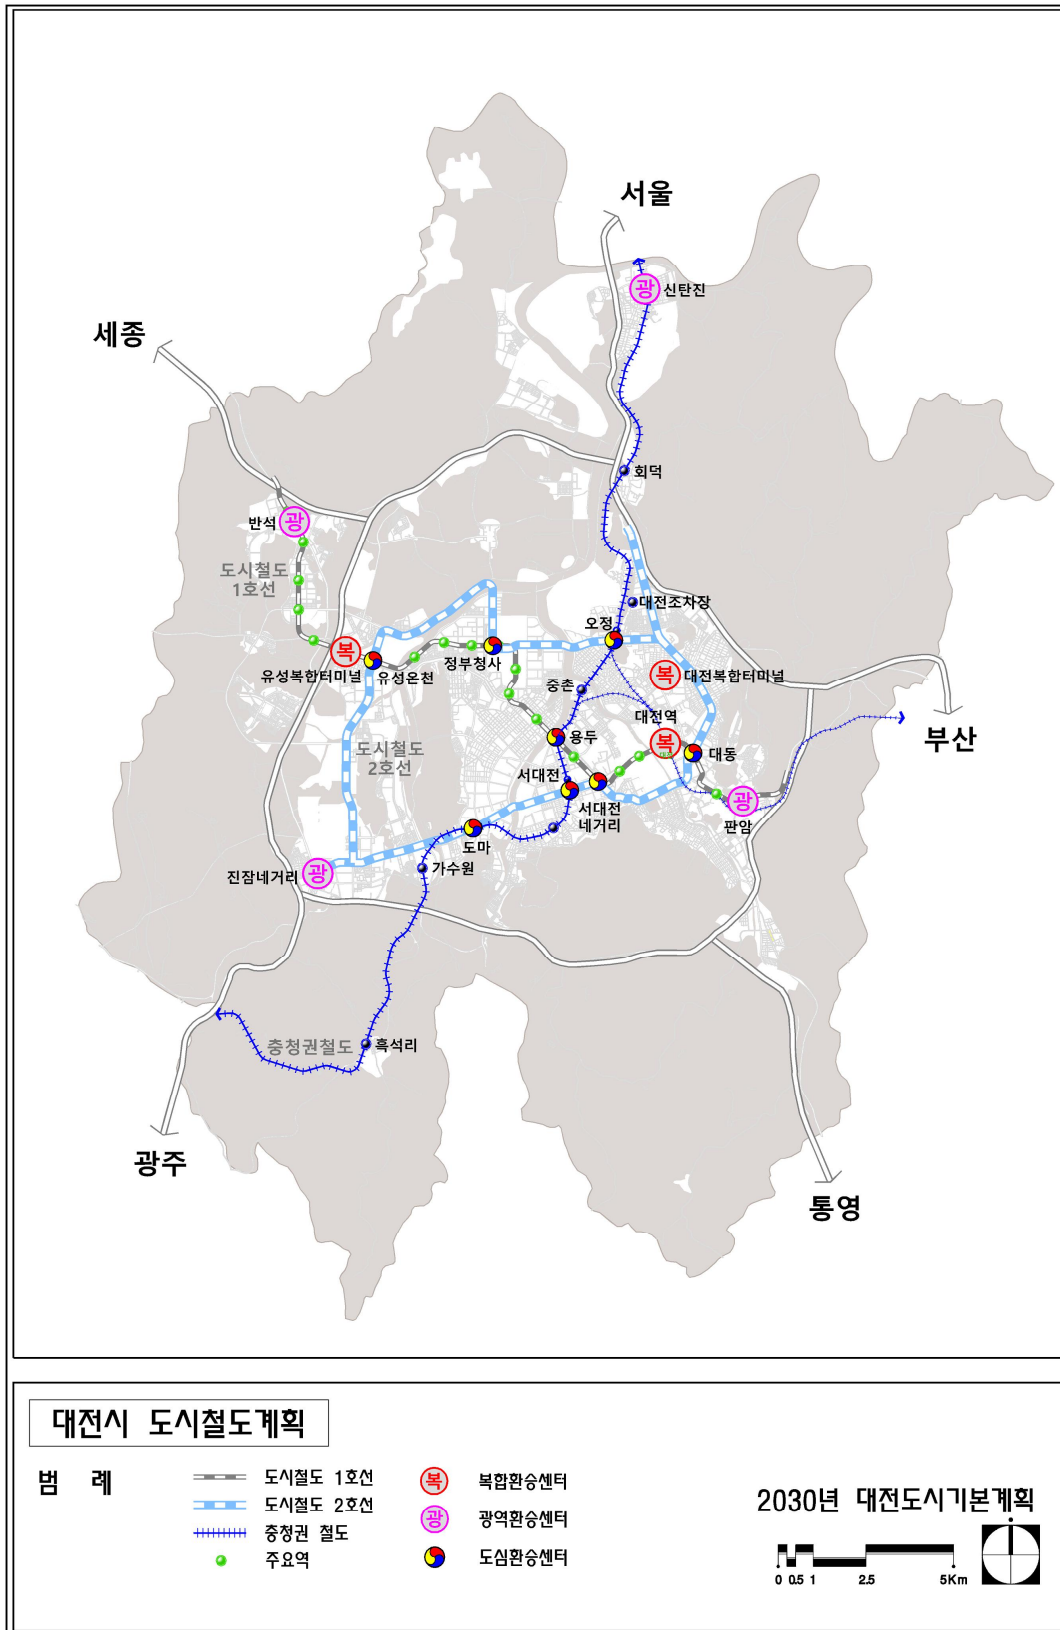 서울
광 신탄진
세종
회덕
반석 광
도시철도
1호선
대전조차장
오정
복
유성복합터미널
유성온천
정부청사
복 대전복합터미널
중촌
대전역
복
용두
대동
부산
도시철도
2호선
서대전
서대전
네거리
광
판암
도마
광
진잠네거리
가수원
충청권철도
흑석리
광주
통영
대전시 도시철도계획
범 례
도시철도 1호선
도시철도 2호선
충청권 철도
주요역
복 복합환승센터
광 광역환승센터
도심환승센터
2030년 대전도시기본계획
0 0.5 1 2.5 5Km